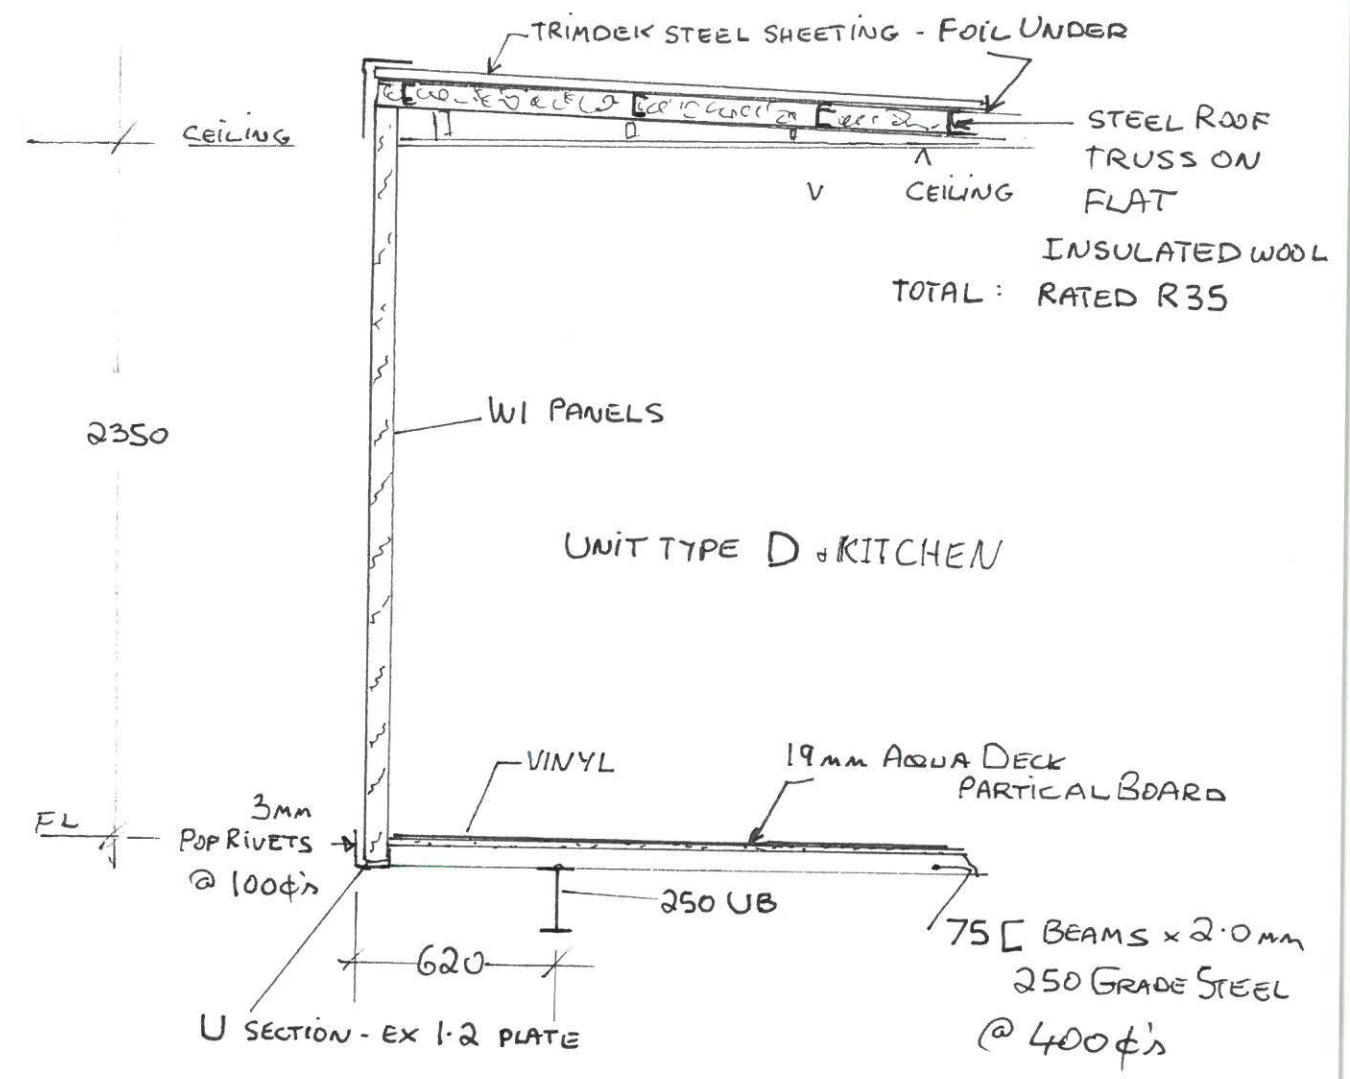 TRIMDEK STEEL SHEETING - FOIL UNDER
CEILING
STEEL ROOF
TRUSS ON
FLAT
V
CEILING
INSULATED WOOL
TOTAL : RATED R35
W1 PANELS
2350
UNIT TYPE D & KITCHEN
VINYL
19mm AQUA DECK
PARTICAL BOARD
FL
3mm
POP RIVETS
@ 100¢'s
250 UB
75 [ BEAMS x 2.0mm
620
250 GRADE STEEL
U SECTION - EX 1.2 PLATE
@ 400¢'s